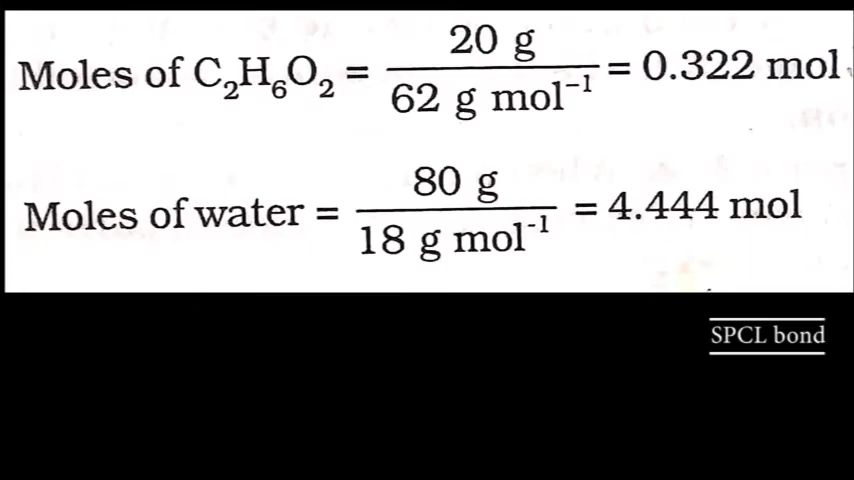 Moles of C₂H₆O₂ = 20 g / 62 g mol⁻¹ = 0.322 mol
Moles of water = 80 g / 18 g mol⁻¹ = 4.444 mol
SPCL bond